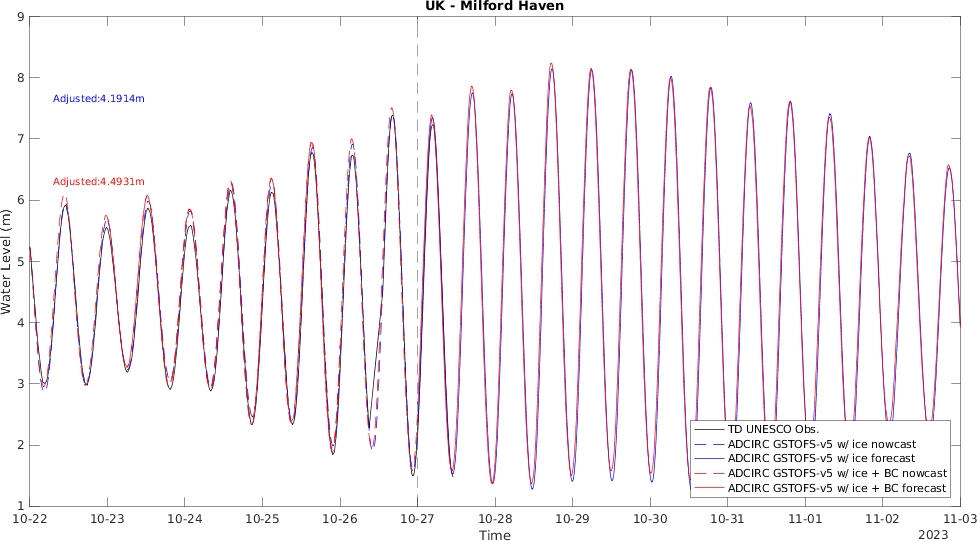 UK - Milford Haven
9
8
7
6
5
4
3
2
1
Water Level (m)
Adjusted:4.1914m
Adjusted:4.4931m
TD UNESCO Obs.
ADCIRC GSTOFS-v5 w/ ice nowcast
ADCIRC GSTOFS-v5 w/ ice forecast
ADCIRC GSTOFS-v5 w/ ice + BC nowcast
ADCIRC GSTOFS-v5 w/ ice + BC forecast
10-22 10-23 10-24 10-25 10-26 10-27 10-28 10-29 10-30 10-31 11-01 11-02 11-03
Time
2023